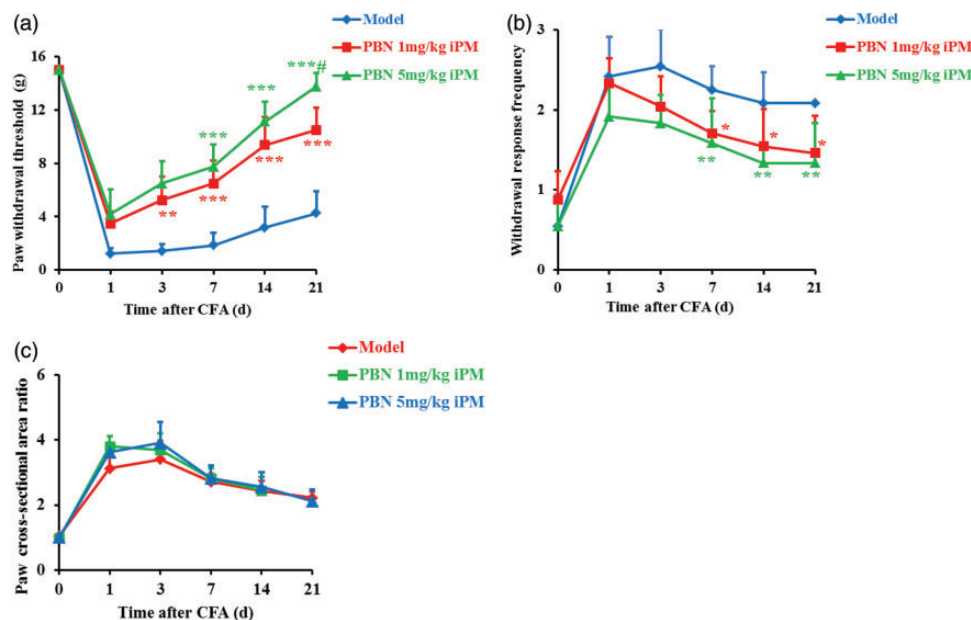 (a)
Model
PBN 1mg/kg iPM
PBN 5mg/kg iPM
Paw withdrawal threshold (g)
16
12
8
4
0
***#
***
***
***
***
***
**
0 1 3 7 14 21
Time after CFA (d)
(b)
Model
PBN 1mg/kg iPM
PBN 5mg/kg iPM
Withdrawal response frequency
3
2
1
0
*
*
*
**
**
**
0 1 3 7 14 21
Time after CFA (d)
(c)
Model
PBN 1mg/kg iPM
PBN 5mg/kg iPM
Paw cross-sectional area ratio
6
4
2
0
0 1 3 7 14 21
Time after CFA (d)